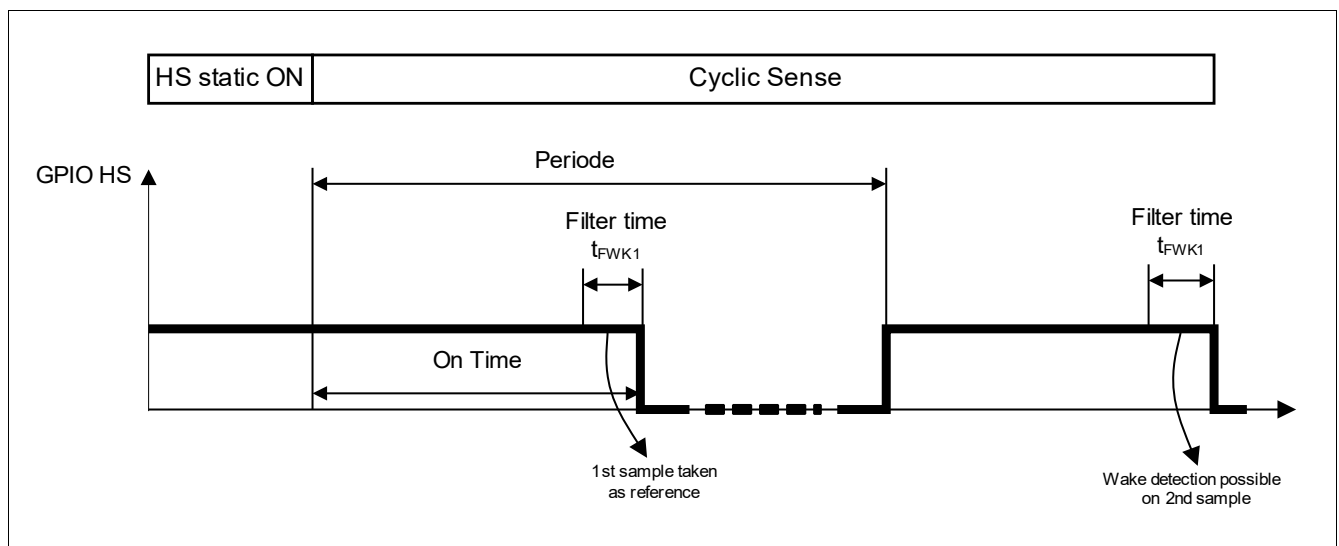 HS static ON
Cyclic Sense
GPIO HS
Periode
Filter time
tFWK1
Filter time
tFWK1
On Time
1st sample taken
as reference
Wake detection possible
on 2nd sample